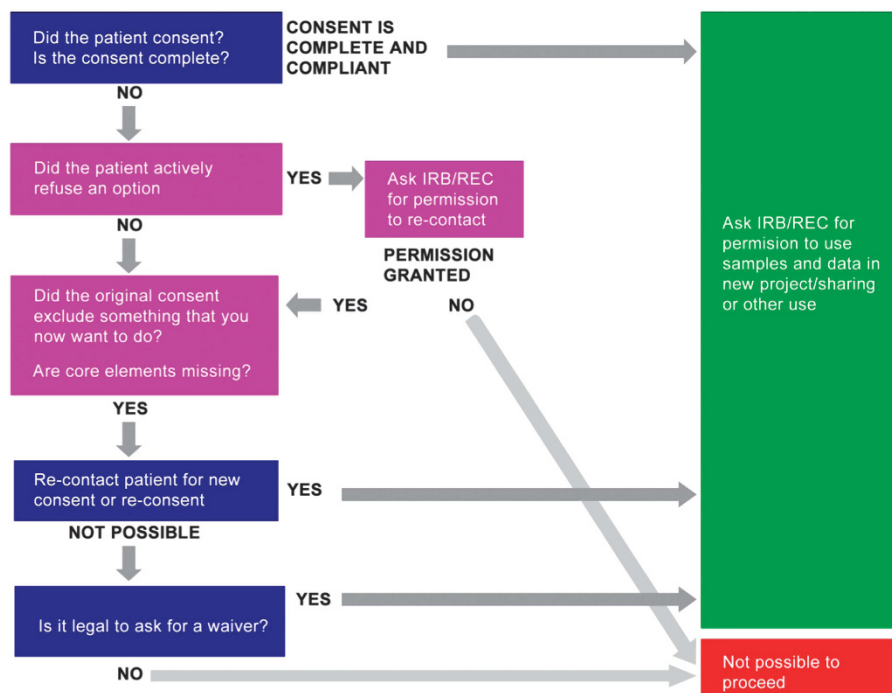 Did the patient consent?
Is the consent complete?
CONSENT IS
COMPLETE AND
COMPLIANT
NO
Did the patient actively
refuse an option
YES
Ask IRB/REC
for permission
to re-contact
NO
PERMISSION
GRANTED
Did the original consent
exclude something that you
now want to do?
Are core elements missing?
YES
NO
Ask IRB/REC for
permision to use
samples and data in
new project/sharing
or other use
YES
Re-contact patient for new
consent or re-consent
YES
NOT POSSIBLE
Is it legal to ask for a waiver?
YES
NO
Not possible to
proceed